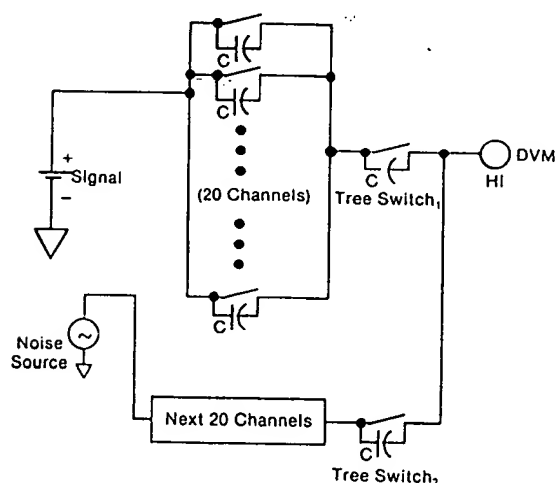 C
C
+
Signal
−
(20 Channels)
C
Tree Switch₁
DVM
HI
C
Noise
Source
~
Next 20 Channels
C
Tree Switch₂